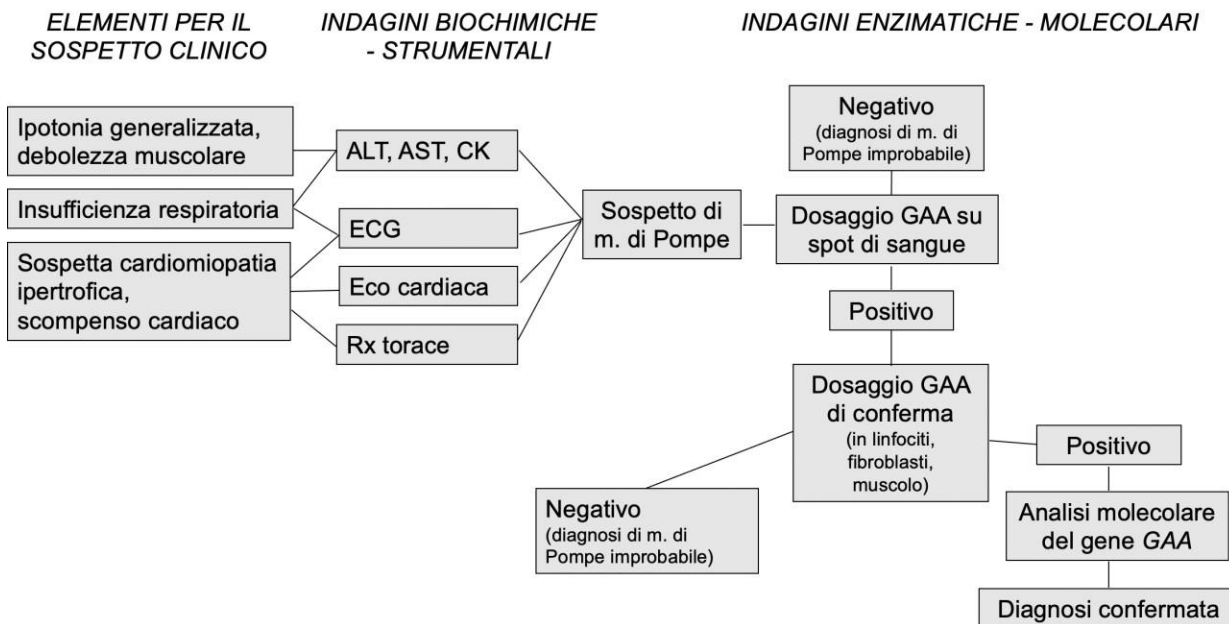 ELEMENTI PER IL
SOSPETTO CLINICO
INDAGINI BIOCHIMICHE
- STRUMENTALI
INDAGINI ENZIMATICHE - MOLECOLARI
Ipotonia generalizzata,
debolezza muscolare
Insufficienza respiratoria
Sospetta cardiomiopatia
ipertrofica,
scompenso cardiaco
ALT, AST, CK
ECG
Eco cardiaca
Rx torace
Sospetto di
m. di Pompe
Negativo
(diagnosi di m. di
Pompe improbabile)
Dosaggio GAA su
spot di sangue
Positivo
Dosaggio GAA
di conferma
(in linfociti,
fibroblasti,
muscolo)
Negativo
(diagnosi di m. di
Pompe improbabile)
Positivo
Analisi molecolare
del gene GAA
Diagnosi confermata